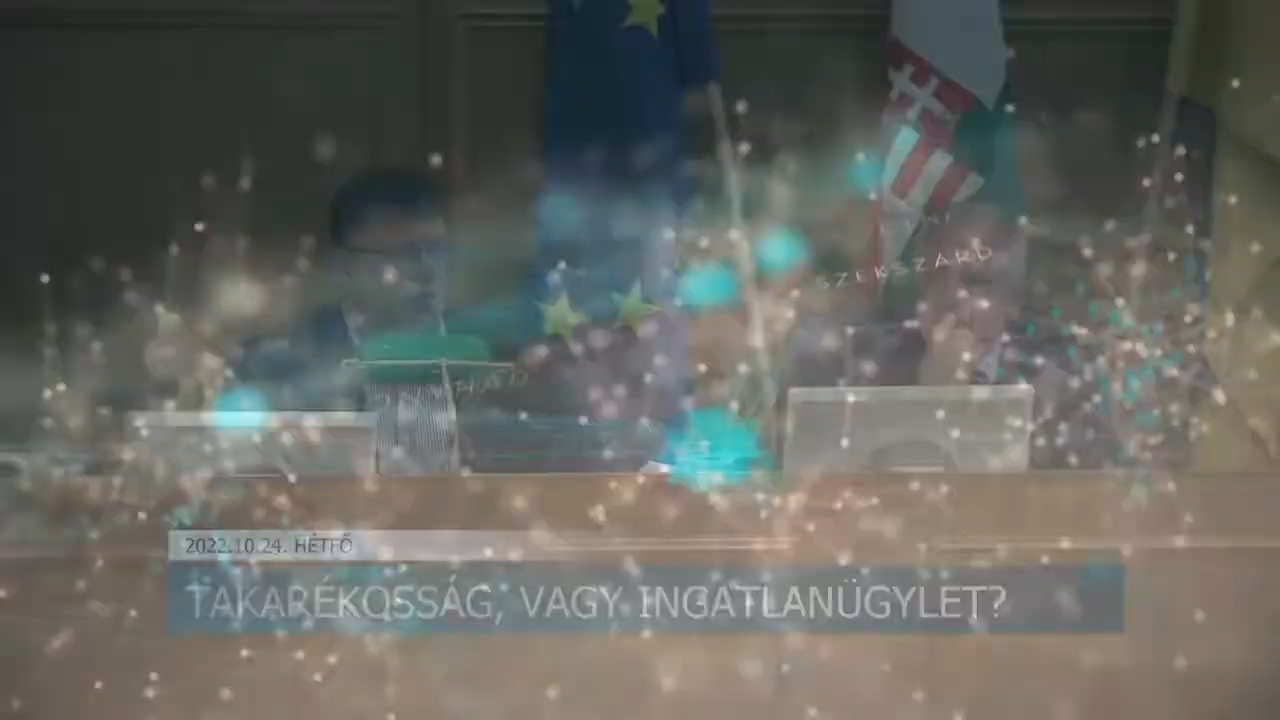 SZEKSZÁRD
2022.10.24. HÉTFŐ
TAKARÉKOSSÁG, VAGY INGATLANÜGYLET?